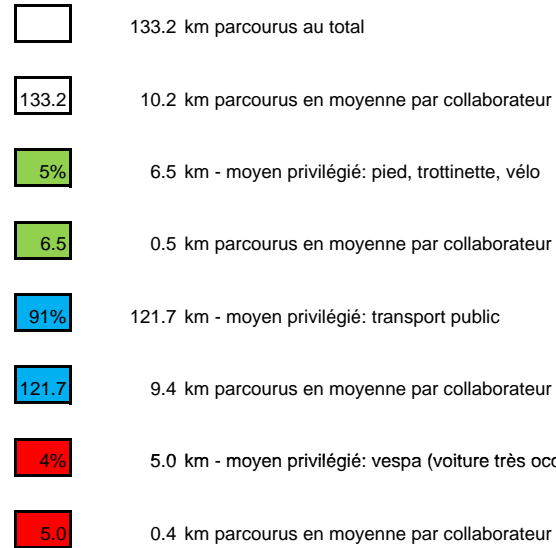 133.2 km parcourus au total
133.2 10.2 km parcourus en moyenne par collaborateur
5% 6.5 km - moyen privilégié: pied, trottinette, vélo
6.5 0.5 km parcourus en moyenne par collaborateur
91% 121.7 km - moyen privilégié: transport public
121.7 9.4 km parcourus en moyenne par collaborateur
4% 5.0 km - moyen privilégié: vespa (voiture très
5.0 0.4 km parcourus en moyenne par collaborateur